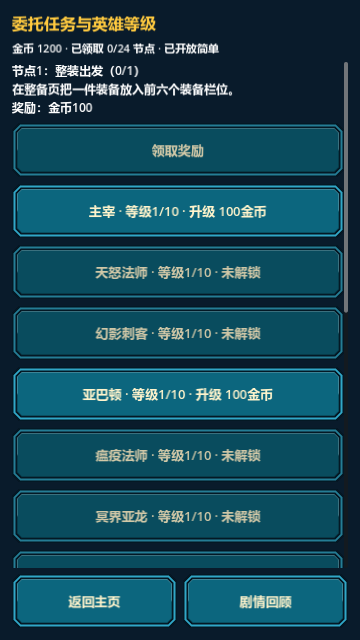 委托任务与英雄等级
金币 1200 · 已领取 0/24 节点 · 已开放简单
节点1：整装出发（0/1）
在整备页把一件装备放入前六个装备栏位。
奖励：金币100
领取奖励
主宰 · 等级1/10 · 升级 100金币
天怒法师 · 等级1/10 · 未解锁
幻影刺客 · 等级1/10 · 未解锁
亚巴顿 · 等级1/10 · 升级 100金币
瘟疫法师 · 等级1/10 · 未解锁
冥界亚龙 · 等级1/10 · 未解锁
返回主页
剧情回顾